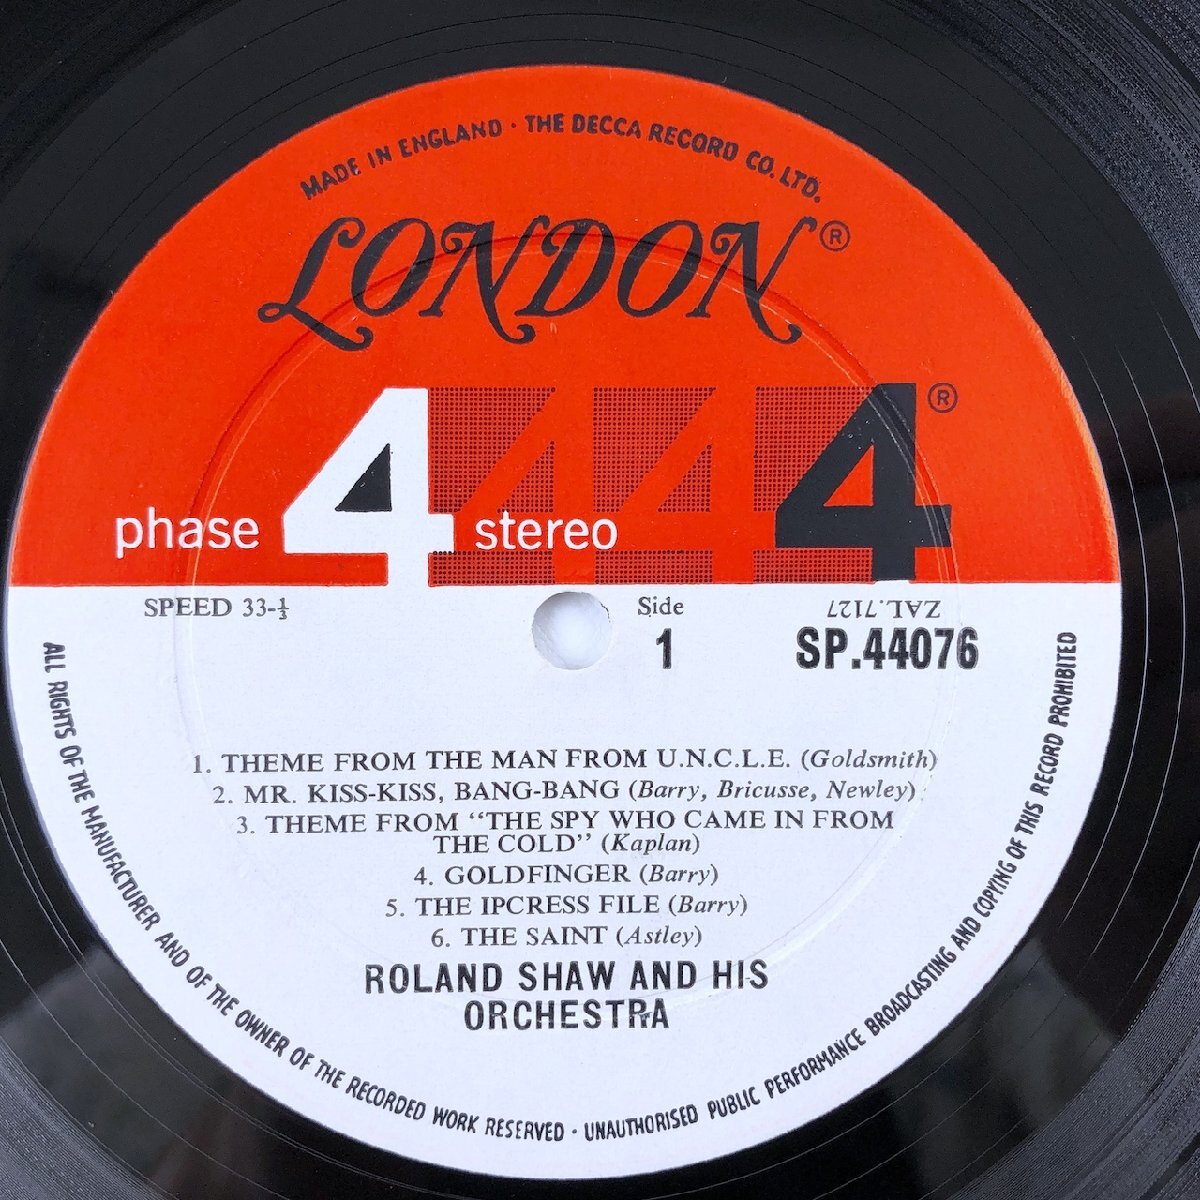 MADE IN ENGLAND · THE DECCA RECORD CO. LTD.
LONDON®
4 4 4 4 ®
phase 4 stereo
SPEED 33-⅓
Side
1
ZAL.7127
SP.44076
1. THEME FROM THE MAN FROM U.N.C.L.E. (Goldsmith)
2. MR. KISS-KISS, BANG-BANG (Barry, Bricusse, Newley)
3. THEME FROM “THE SPY WHO CAME IN FROM
THE COLD” (Kaplan)
4. GOLDFINGER (Barry)
5. THE IPCRESS FILE (Barry)
6. THE SAINT (Astley)
ROLAND SHAW AND HIS
ORCHESTRA
ALL RIGHTS OF THE MANUFACTURER AND OF THE OWNER OF THE RECORDED WORK RESERVED · UNAUTHORISED PUBLIC PERFORMANCE BROADCASTING AND COPYING OF THIS RECORD PROHIBITED